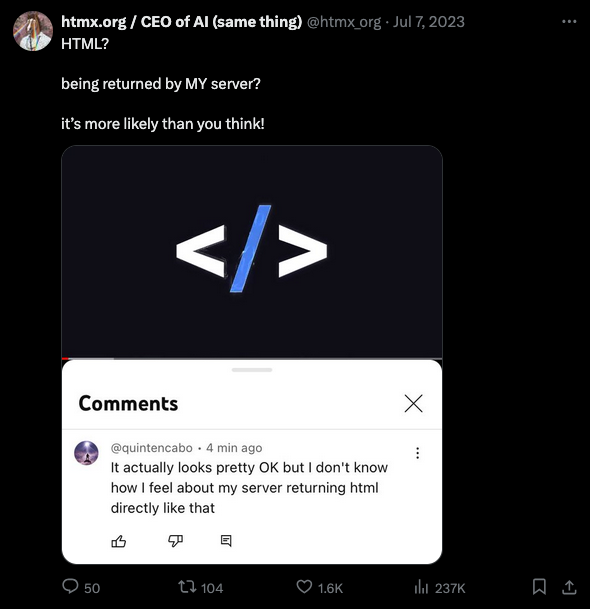 htmx.org / CEO of AI (same thing) @htmx_org · Jul 7, 2023
HTML?
being returned by MY server?
it's more likely than you think!
</>
Comments
@quintencabo • 4 min ago
It actually looks pretty OK but I don't know
how I feel about my server returning html
directly like that
50 104 1.6K 237K